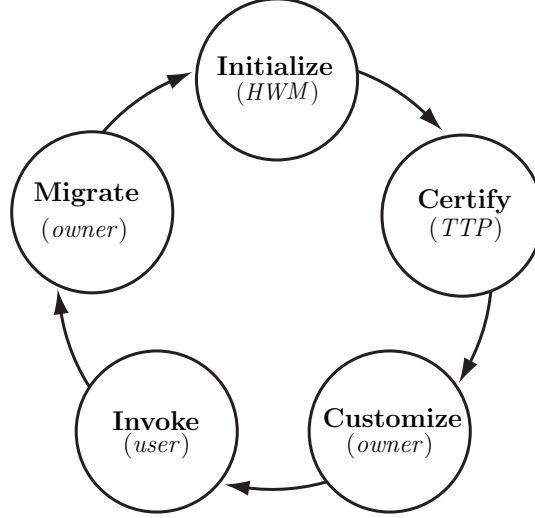 Initialize
(HWM)
Certify
(TTP)
Customize
(owner)
Invoke
(user)
Migrate
(owner)